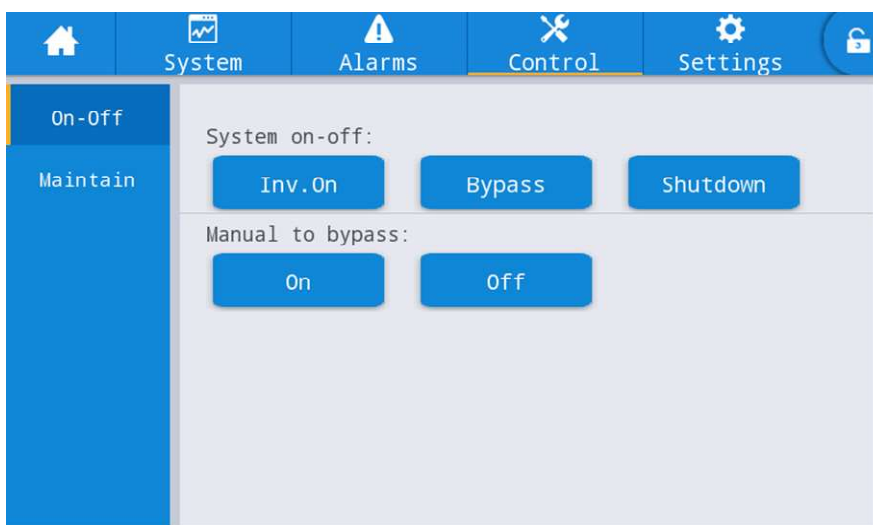 System
Alarms
Control
Settings
On-Off
Maintain
System on-off:
Inv.On
Bypass
Shutdown
Manual to bypass:
On
Off